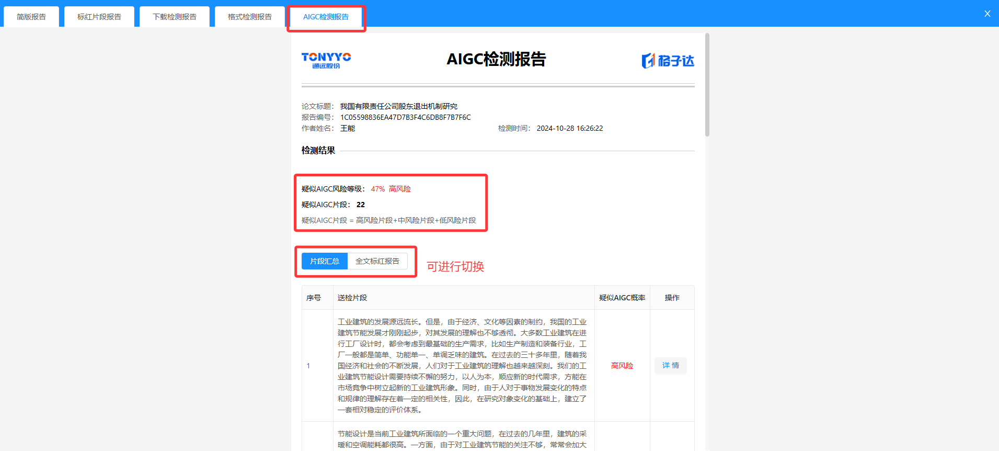 简版报告
标红片段报告
下载检测报告
格式检测报告
AIGC检测报告
X
TONYYO
通远股份
AIGC检测报告
格子达
论文标题： 我国有限责任公司股东退出机制研究
报告编号： 1C05598836EA47D7B3F4C6DB8F7B7F6C
作者姓名： 王能
检测时间： 2024-10-28 16:26:22
检测结果
疑似AIGC风险等级： 47% 高风险
疑似AIGC片段： 22
疑似AIGC片段 = 高风险片段+中风险片段+低风险片段
片段汇总
全文标红报告
可进行切换
序号
送检片段
疑似AIGC概率
操作
1
工业建筑的发展源远流长。但是，由于经济、文化等因素的制约，我国的工业
建筑节能发展才刚刚起步，对其发展的理解也不够透彻。大多数工业建筑在进
行工厂设计时，都会考虑到最基础的生产需求，比如生产制造和装备行业，工
厂一般都是简单、功能单一、单调乏味的建筑。在过去的三十多年里，随着我
国经济和社会的不断发展，人们对于工业建筑的理解也越来越深刻。我们的工
业建筑节能设计需要持续不懈的努力，以人为本，顺应新的时代需求，方能在
市场竞争中树立起新的工业建筑形象。同时，由于人对于事物发展变化的特点
和规律的理解存在着一定的相关性，因此，在研究对象变化的基础上，建立了
一套相对稳定的评价体系。
高风险
详 情
节能设计是当前工业建筑所面临的一个重大问题，在过去的几年里，建筑的采
暖和空调能耗都很高。一方面，由于对工业建筑节能的关注不够，常常会加大